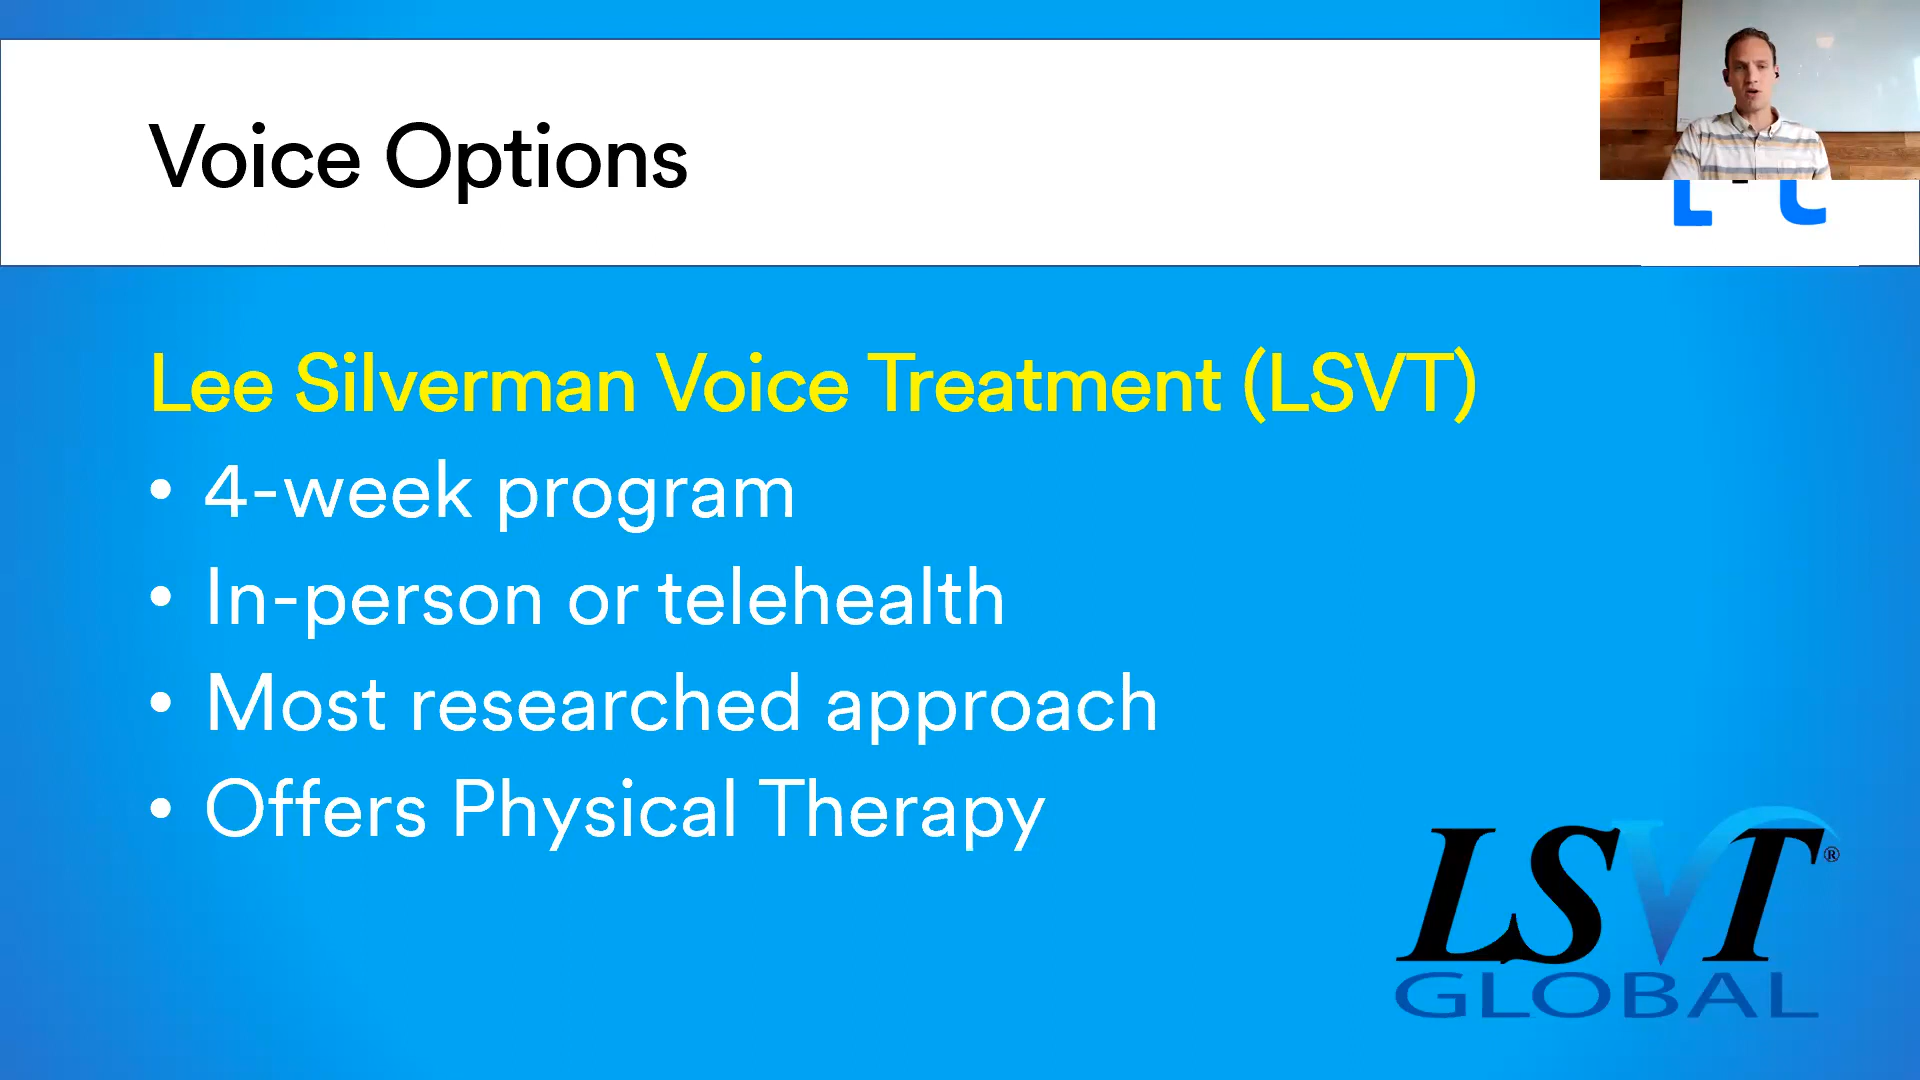 Voice Options
Lee Silverman Voice Treatment (LSVT)
• 4-week program
• In-person or telehealth
• Most researched approach
• Offers Physical Therapy
LSVT®
GLOBAL